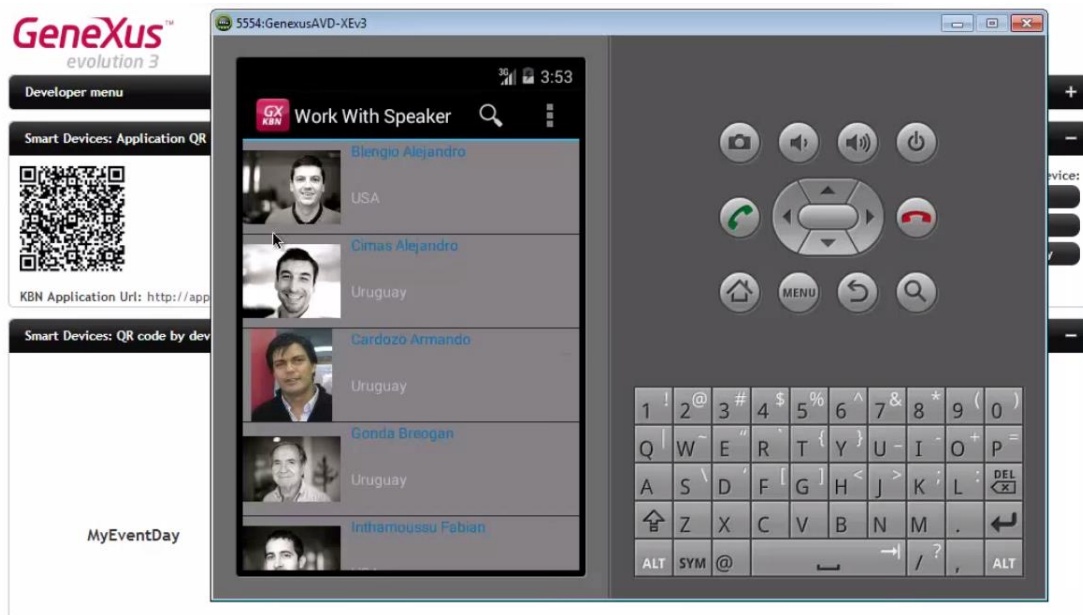 GeneXus™
evolution 3
Developer menu
+
Smart Devices: Application QR
–
evice:
KBN Application Url: http://app
Smart Devices: QR code by dev
–
MyEventDay
5554:GenexusAVD-XEv3
3G 3:53
GX KBN Work With Speaker
Blengio Alejandro
USA
Cimas Alejandro
Uruguay
Cardozo Armando
Uruguay
Gonda Breogan
Uruguay
Inthamoussu Fabian
MENU
1 ! 2 @ 3 # 4 $ 5 % 6 ^ 7 & 8 * 9 ( 0 )
Q | W ~ E " R ` T { Y } U _ I - O + P =
A S \ D ' F [ G ] H < J > K ; L : DEL
Z X C V B N M .
ALT SYM @ / ? , ALT